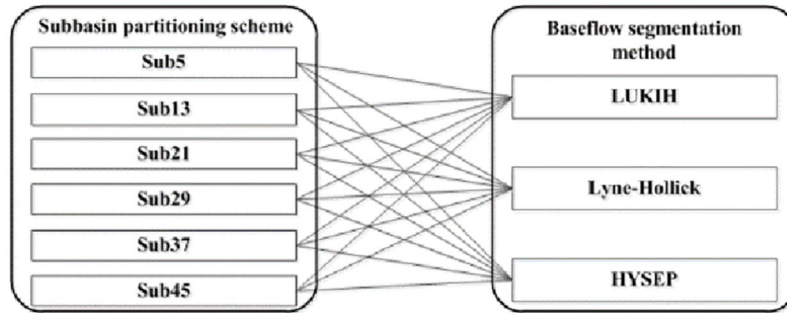 Subbasin partitioning scheme
Sub5
Sub13
Sub21
Sub29
Sub37
Sub45
Baseflow segmentation
method
LUKIH
Lyne-Hollick
HYSEP